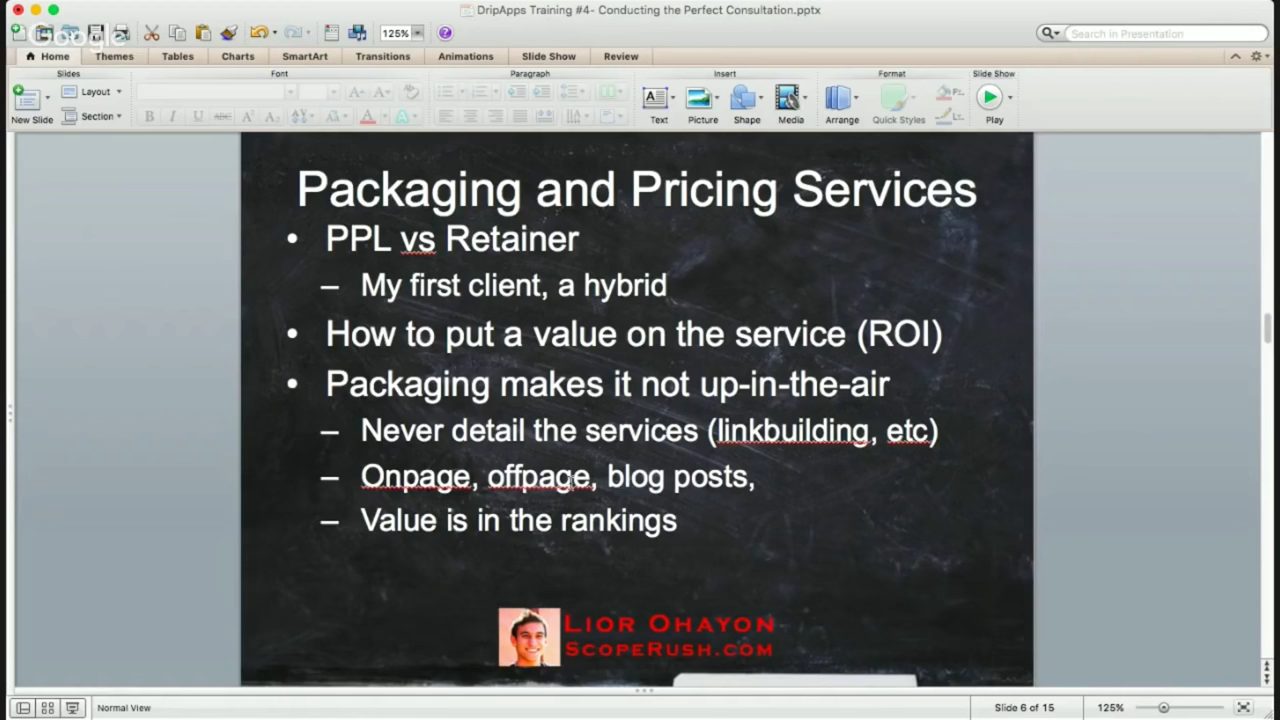 DripApps Training #4- Conducting the Perfect Consultation.pptx
Google
125%
Search in Presentation
Home
Themes
Tables
Charts
SmartArt
Transitions
Animations
Slide Show
Review
Slides
Font
Paragraph
Insert
Format
Slide Show
New Slide
Layout
Section
Text
Picture
Shape
Media
Arrange
Quick Styles
Play
Packaging and Pricing Services
• PPL vs Retainer
– My first client, a hybrid
• How to put a value on the service (ROI)
• Packaging makes it not up-in-the-air
– Never detail the services (linkbuilding, etc)
– Onpage, offpage, blog posts,
– Value is in the rankings
Lior Ohayon
ScopeRush.com
Normal View
Slide 6 of 15
125%